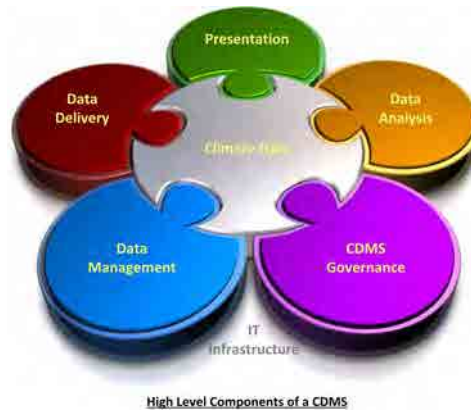 Presentation
Data
Delivery
Data
Analysis
Climate Data
Data
Management
CDMS
Governance
IT
Infrastructure
High Level Components of a CDMS